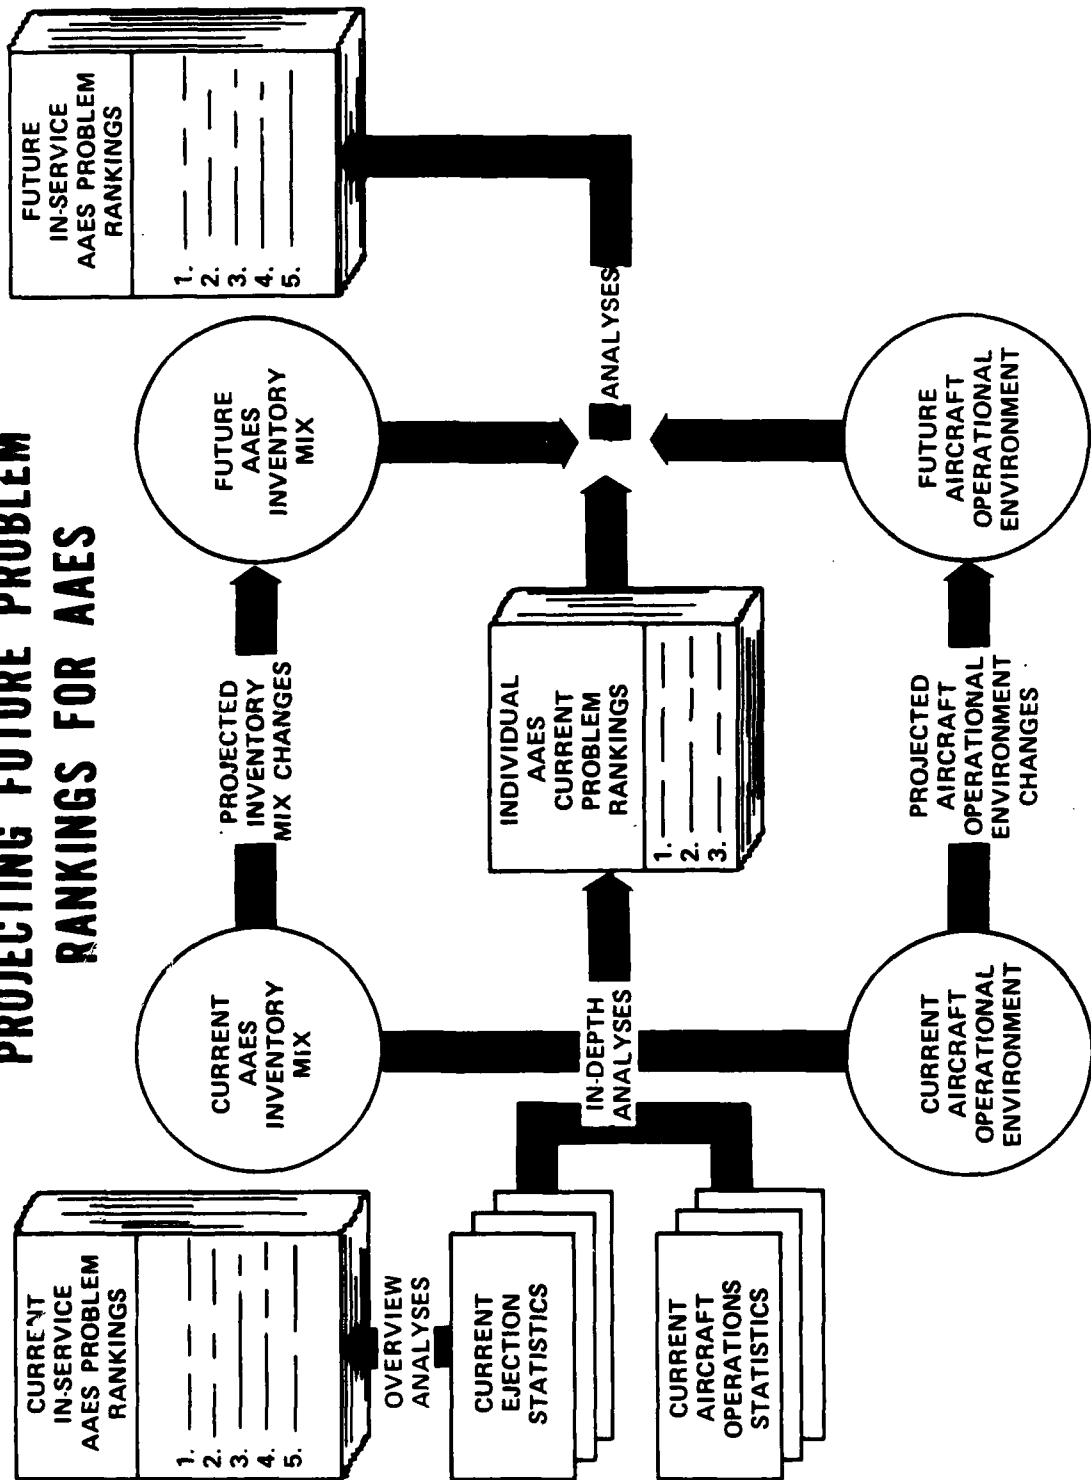 PROJECTING FUTURE PROBLEM
RANKINGS FOR AAES
CURRENT
IN-SERVICE
AAES PROBLEM
RANKINGS
1.
2.
3.
4.
5.
OVERVIEW
ANALYSES
CURRENT
EJECTION
STATISTICS
CURRENT
AIRCRAFT
OPERATIONS
STATISTICS
CURRENT
AAES
INVENTORY
MIX
IN-DEPTH
ANALYSES
CURRENT
AIRCRAFT
OPERATIONAL
ENVIRONMENT
PROJECTED
INVENTORY
MIX CHANGES
INDIVIDUAL
AAES
CURRENT
PROBLEM
RANKINGS
1.
2.
3.
PROJECTED
AIRCRAFT
OPERATIONAL
ENVIRONMENT
CHANGES
FUTURE
AAES
INVENTORY
MIX
ANALYSES
FUTURE
AIRCRAFT
OPERATIONAL
ENVIRONMENT
FUTURE
IN-SERVICE
AAES PROBLEM
RANKINGS
1.
2.
3.
4.
5.